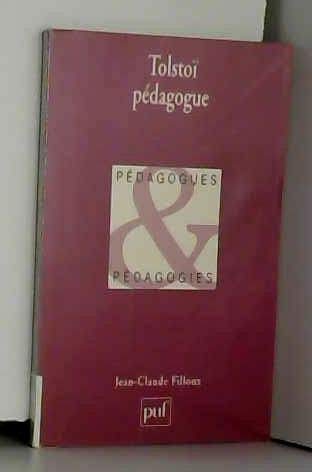 Tolstoï
pédagogue
PÉDAGOGUES
&
PÉDAGOGIES
Jean-Claude Filloux
puf